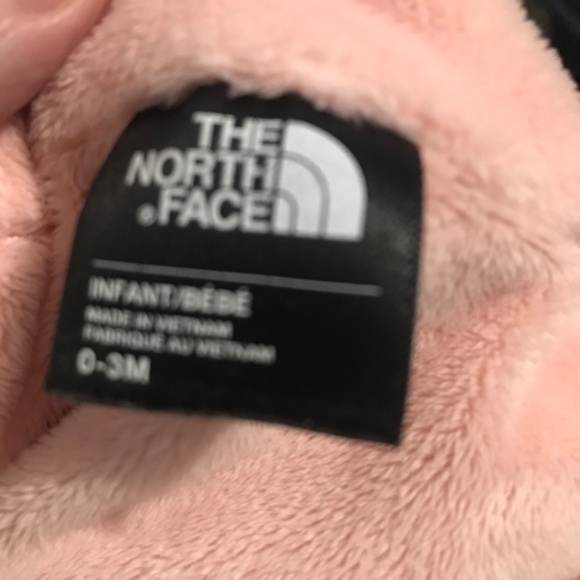 THE
NORTH
FACE
INFANT/BÉBÉ
MADE IN VIETNAM
FABRIQUÉ AU VIETNAM
0-3M